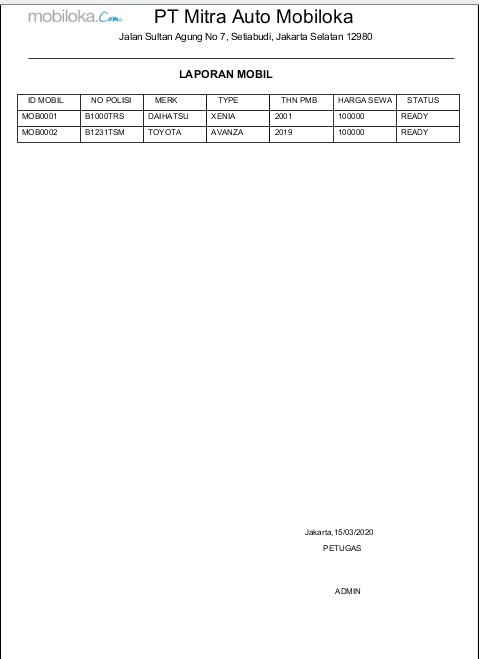 mobiloka.Com PT Mitra Auto Mobiloka
Jalan Sultan Agung No 7, Setiabudi, Jakarta Selatan 12980
LAPORAN MOBIL
ID MOBIL NO POLISI MERK TYPE THN PMB HARGA SEWA STATUS
MOB0001 B1000TRS DAIHATSU XENIA 2001 100000 READY
MOB0002 B1231TSM TOYOTA AVANZA 2019 100000 READY
Jakarta,15/03/2020
PETUGAS
ADMIN